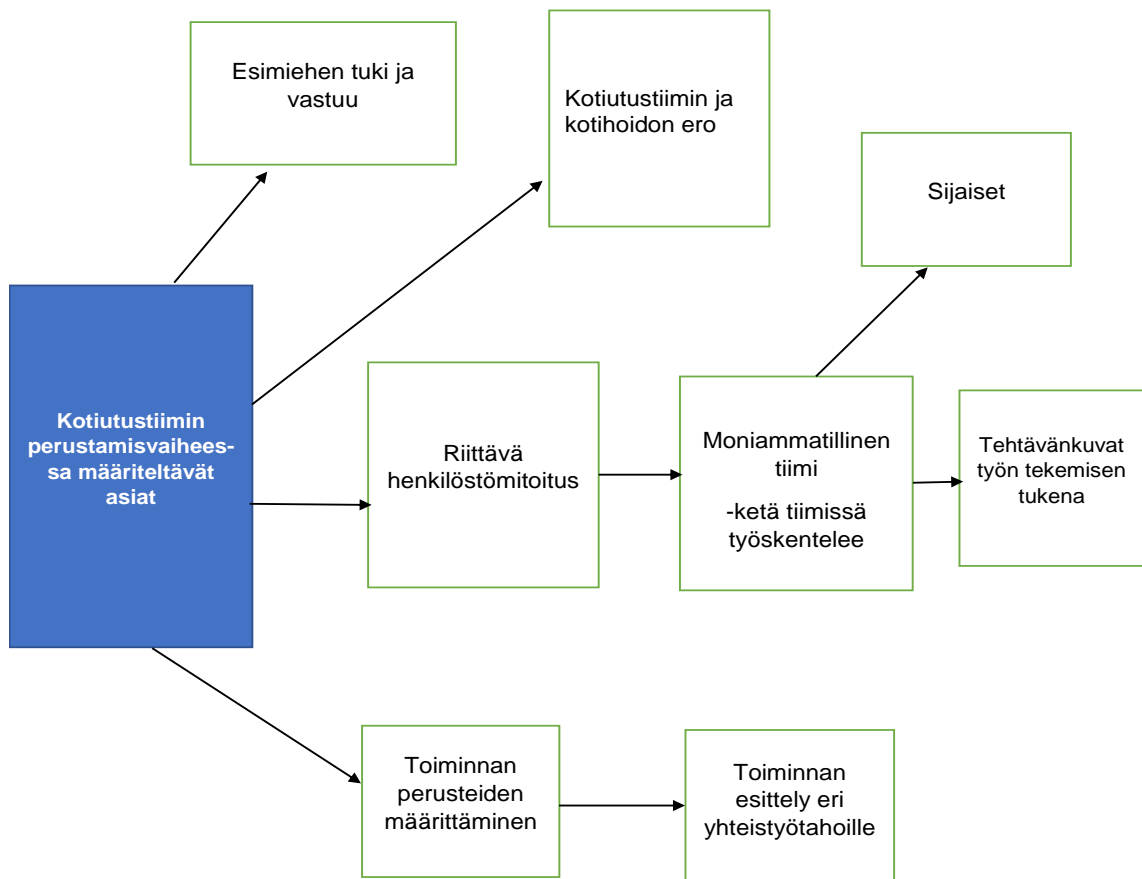 Esimiehen tuki ja
vastuu
Kotiutustiimin ja
kotihoidon ero
Sijaiset
Kotiutustiimin
perustamisvaihees-
sa määriteltävät
asiat
Riittävä
henkilöstömitoitus
Moniammatillinen
tiimi
-ketä tiimissä
työskentelee
Tehtävänkuvat
työn tekemisen
tukena
Toiminnan
perusteiden
määrittäminen
Toiminnan
esittely eri
yhteistyötahoille